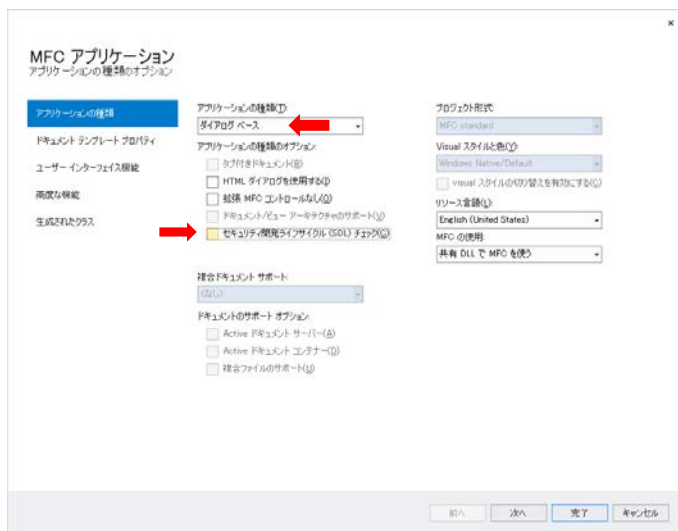 ×
MFC アプリケーション
アプリケーションの種類のオプション
アプリケーションの種類
ドキュメント テンプレート プロパティ
ユーザー インターフェイス機能
高度な機能
生成されたクラス
アプリケーションの種類(T):
ダイアログ ベース
アプリケーションの種類のオプション:
タブ付きドキュメント(B)
HTML ダイアログを使用する(I)
拡張 MFC コントロールなし(O)
ドキュメント/ビュー アーキテクチャのサポート(V)
セキュリティ開発ライフサイクル (SDL) チェック(C)
複合ドキュメント サポート:
<なし>
ドキュメントのサポート オプション:
Active ドキュメント サーバー(A)
Active ドキュメント コンテナー(D)
複合ファイルのサポート(U)
プロジェクト形式:
MFC standard
Visual スタイルと色(Y):
Windows Native/Default
visual スタイルの切り替えを有効にする(C)
リソース言語(L):
English (United States)
MFC の使用:
共有 DLL で MFC を使う
前へ
次へ
完了
キャンセル